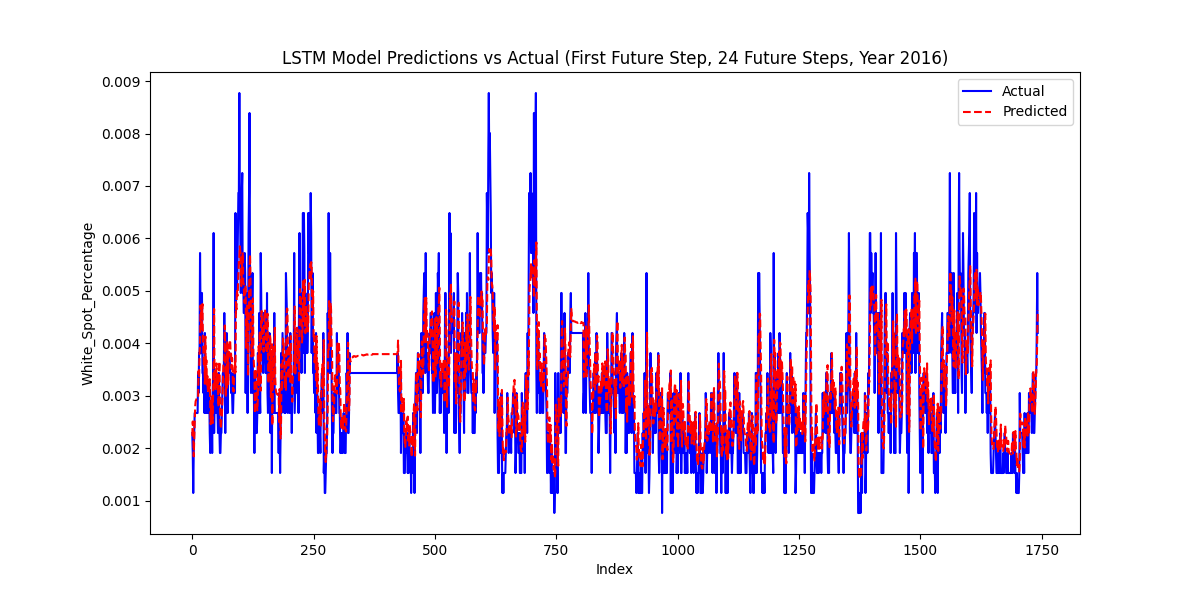 LSTM Model Predictions vs Actual (First Future Step, 24 Future Steps, Year 2016)
Actual
Predicted
White_Spot_Percentage
0.009
0.008
0.007
0.006
0.005
0.004
0.003
0.002
0.001
0 250 500 750 1000 1250 1500 1750
Index